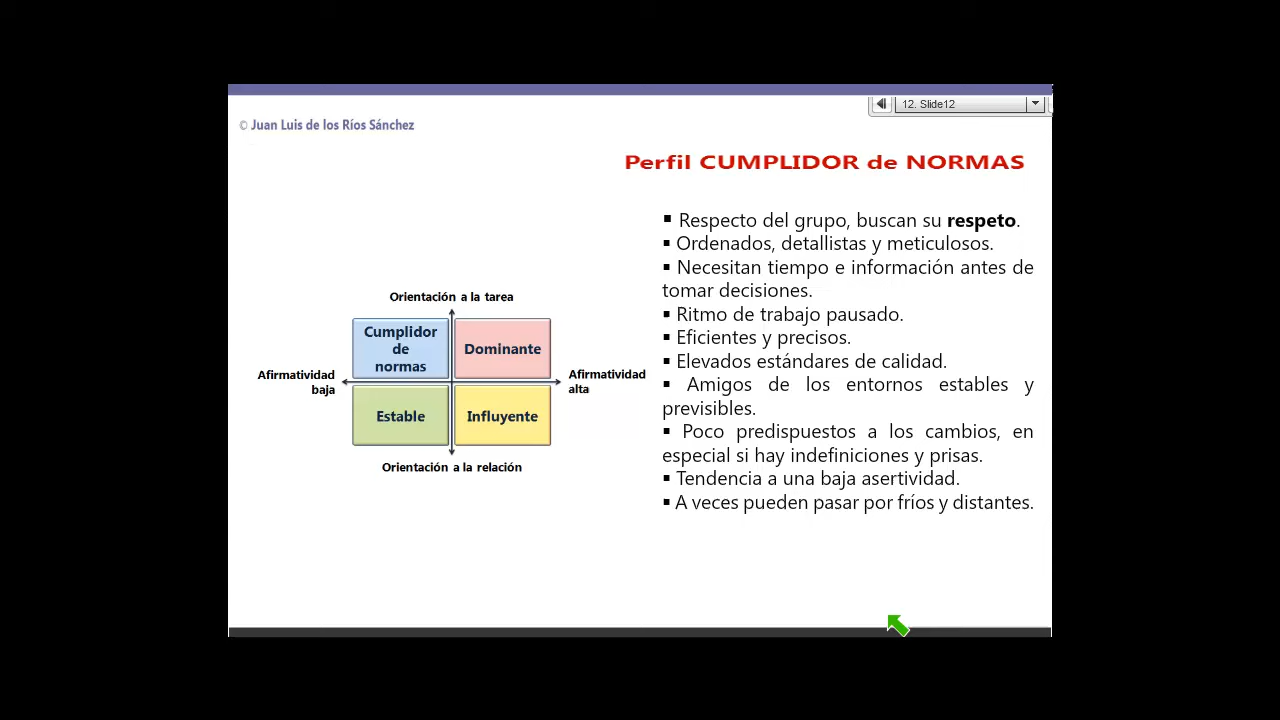 12. Slide12
© Juan Luis de los Ríos Sánchez
Perfil CUMPLIDOR de NORMAS
▪ Respecto del grupo, buscan su respeto.
▪ Ordenados, detallistas y meticulosos.
▪ Necesitan tiempo e información antes de
tomar decisiones.
▪ Ritmo de trabajo pausado.
▪ Eficientes y precisos.
▪ Elevados estándares de calidad.
▪ Amigos de los entornos estables y
previsibles.
▪ Poco predispuestos a los cambios, en
especial si hay indefiniciones y prisas.
▪ Tendencia a una baja asertividad.
▪ A veces pueden pasar por fríos y distantes.
Orientación a la tarea
Cumplidor
de
normas
Dominante
Afirmatividad
baja
Afirmatividad
alta
Estable
Influyente
Orientación a la relación